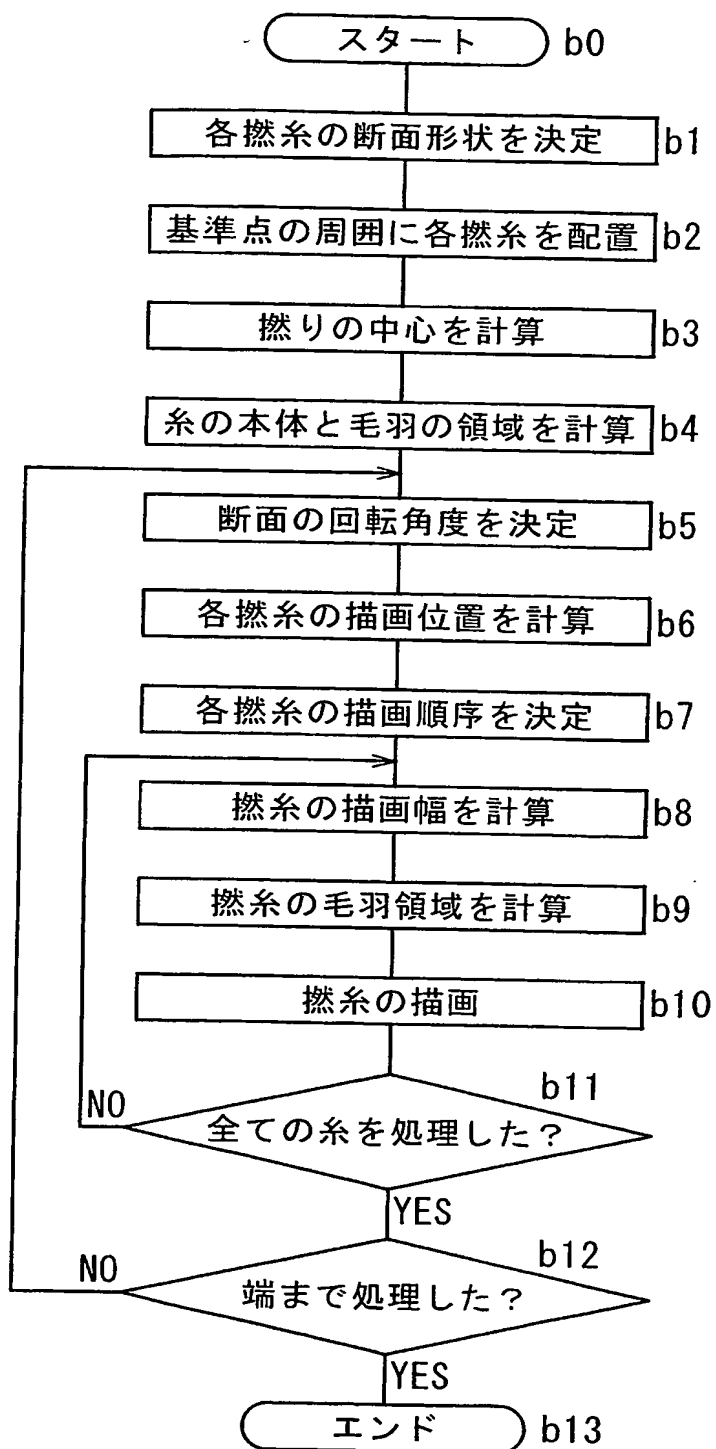 スタート b0
各撚糸の断面形状を決定 b1
基準点の周囲に各撚糸を配置 b2
撚りの中心を計算 b3
糸の本体と毛羽の領域を計算 b4
断面の回転角度を決定 b5
各撚糸の描画位置を計算 b6
各撚糸の描画順序を決定 b7
撚糸の描画幅を計算 b8
撚糸の毛羽領域を計算 b9
撚糸の描画 b10
b11
NO
全ての糸を処理した?
YES
b12
NO
端まで処理した?
YES
エンド b13